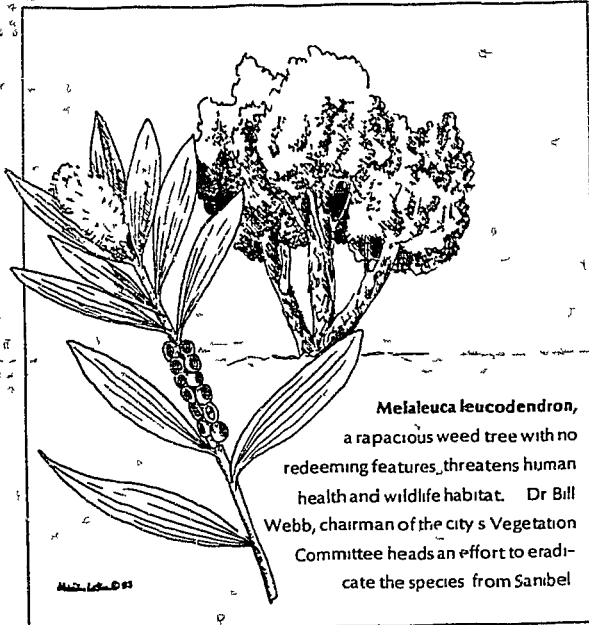 Melaleuca leucodendron,
a rapacious weed tree with no
redeeming features, threatens human
health and wildlife habitat. Dr Bill
Webb, chairman of the city s Vegetation
Committee heads an effort to eradi-
cate the species from Sanibel
© 83